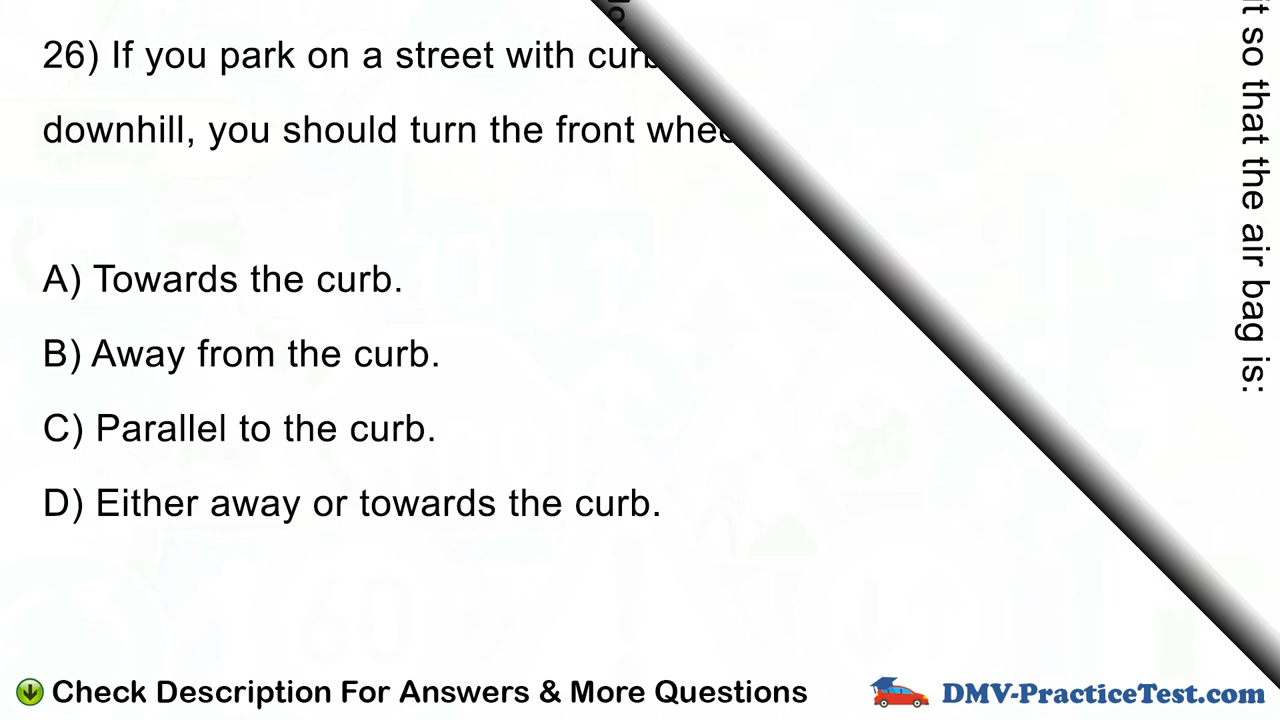 26) If you park on a street with
downhill, you should turn the front
A) Towards the curb.
B) Away from the curb.
C) Parallel to the curb.
D) Either away or towards the curb.
it so that the air bag is:
Check Description For Answers & More Questions
DMV-PracticeTest.com